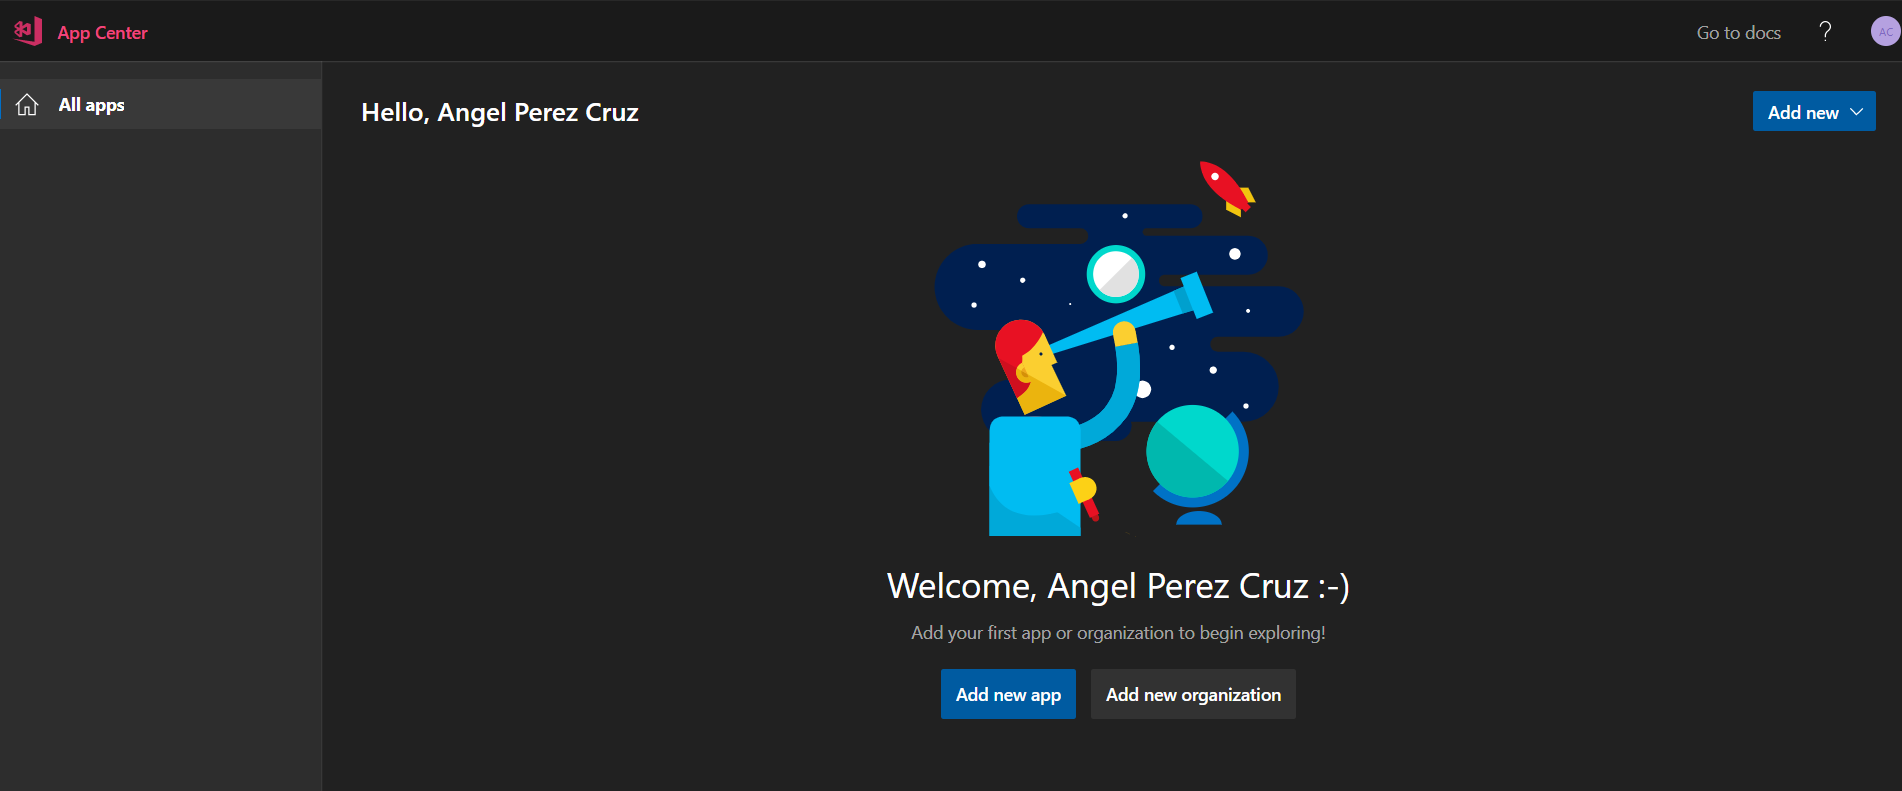 App Center
Go to docs
?
AC
All apps
Hello, Angel Perez Cruz
Add new
Welcome, Angel Perez Cruz :-)
Add your first app or organization to begin exploring!
Add new app
Add new organization